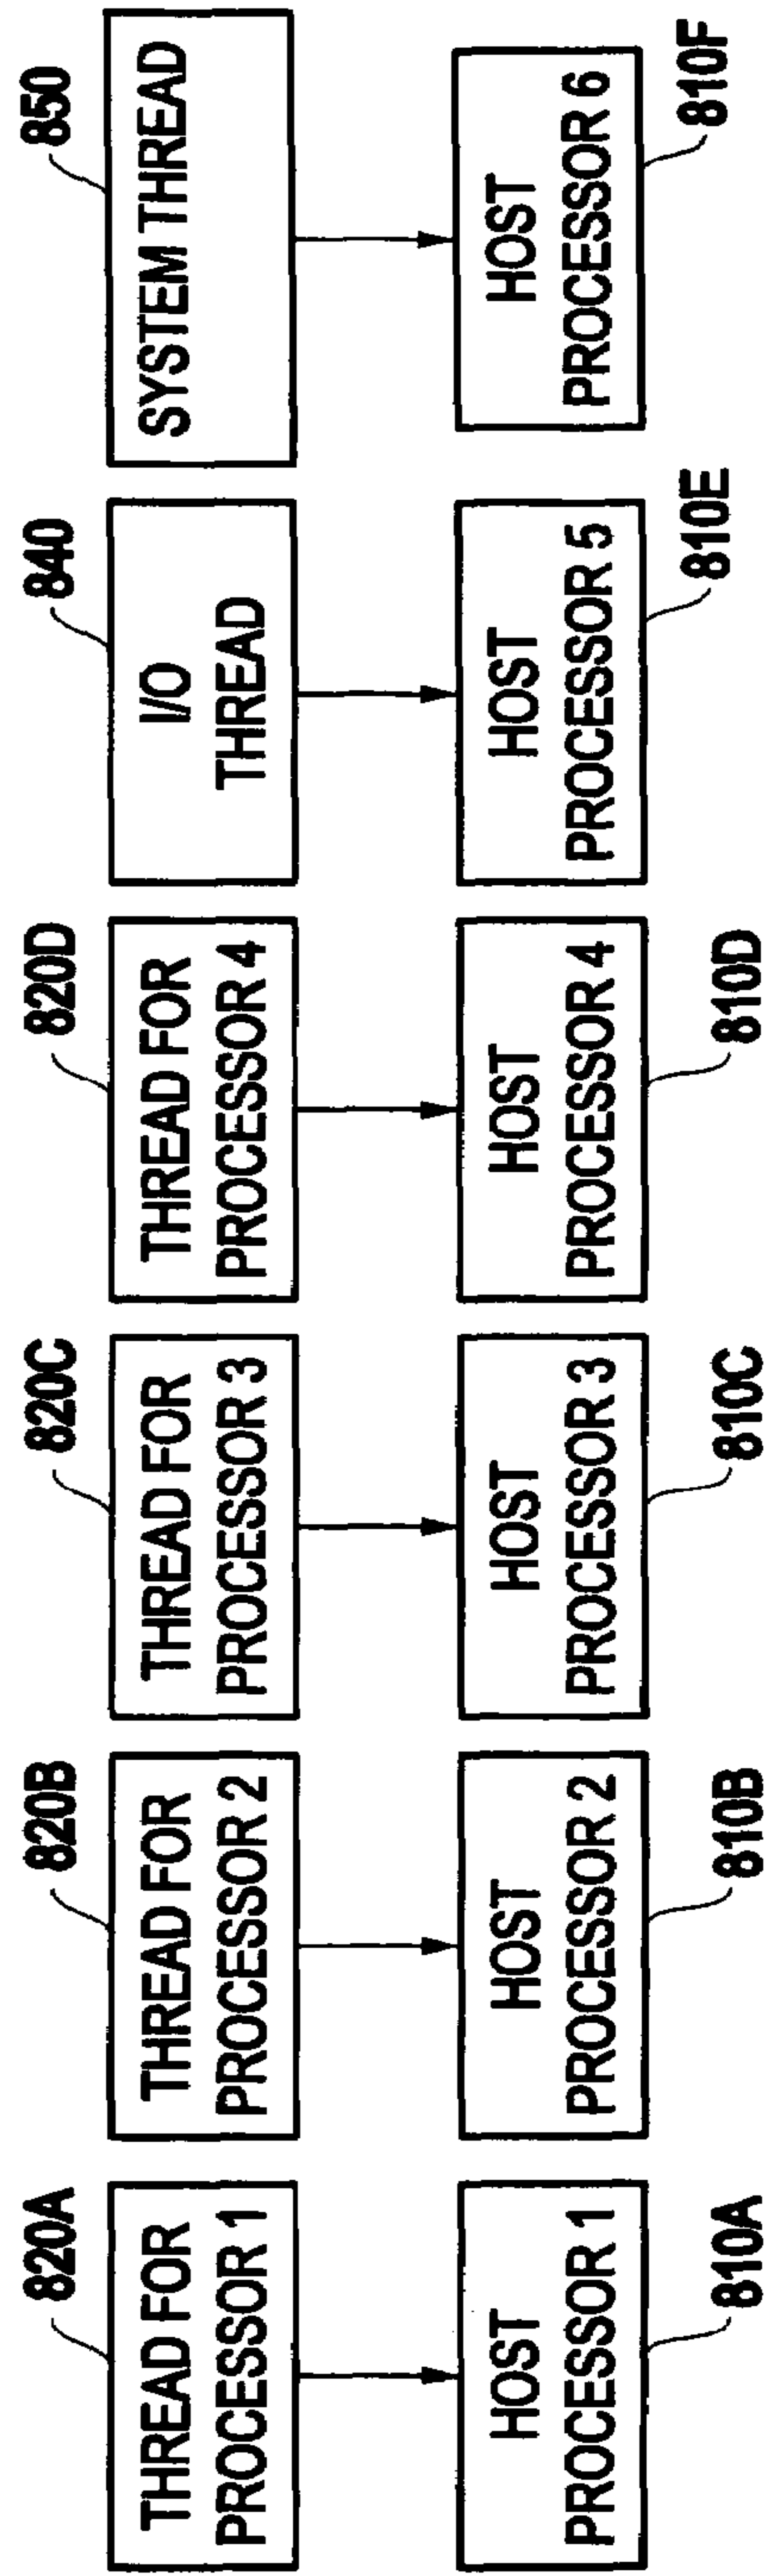 820A
820B
820C
820D
840
850
THREAD FOR
PROCESSOR 1
THREAD FOR
PROCESSOR 2
THREAD FOR
PROCESSOR 3
THREAD FOR
PROCESSOR 4
I/O
THREAD
SYSTEM THREAD
HOST
PROCESSOR 1
HOST
PROCESSOR 2
HOST
PROCESSOR 3
HOST
PROCESSOR 4
HOST
PROCESSOR 5
HOST
PROCESSOR 6
810A
810B
810C
810D
810E
810F